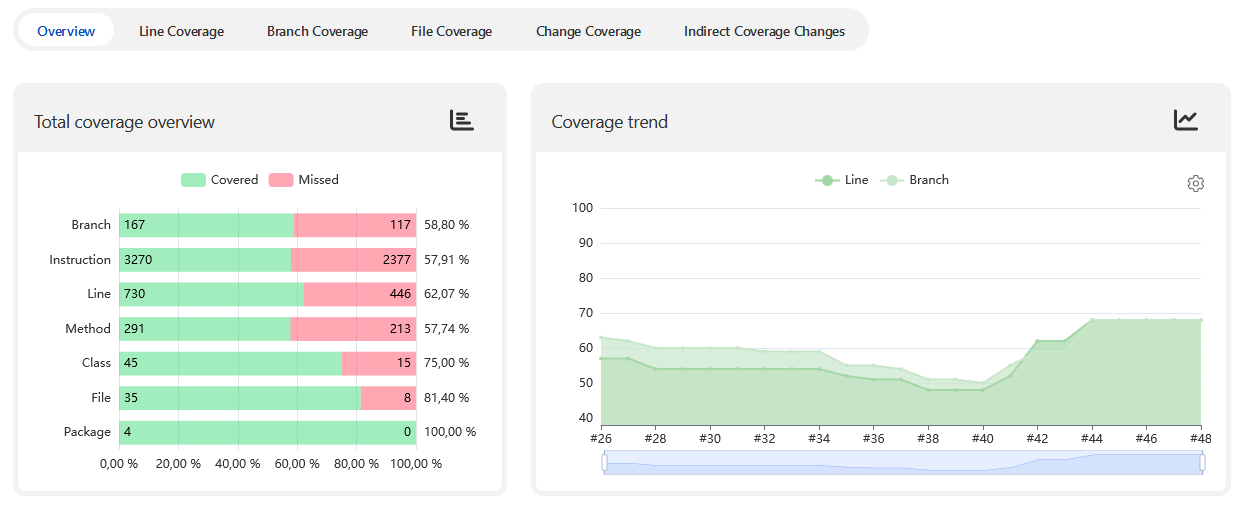 Overview Line Coverage Branch Coverage File Coverage Change Coverage Indirect Coverage Changes
Total coverage overview
Covered Missed
Branch 167 117 58,80 %
Instruction 3270 2377 57,91 %
Line 730 446 62,07 %
Method 291 213 57,74 %
Class 45 15 75,00 %
File 35 8 81,40 %
Package 4 0 100,00 %
0,00 % 20,00 % 40,00 % 60,00 % 80,00 % 100,00 %
Coverage trend
Line Branch
100
90
80
70
60
50
40
#26 #28 #30 #32 #34 #36 #38 #40 #42 #44 #46 #48